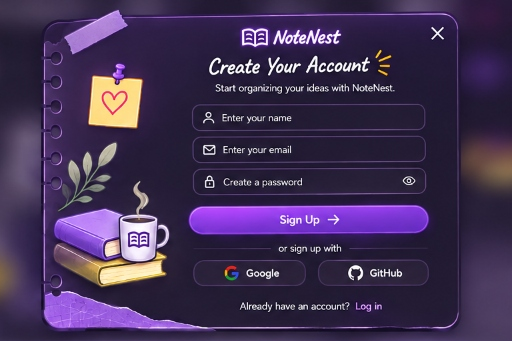 NoteNest
Create Your Account
Start organizing your ideas with NoteNest.
Enter your name
Enter your email
Create a password
Sign Up →
or sign up with
Google
GitHub
Already have an account? Log in